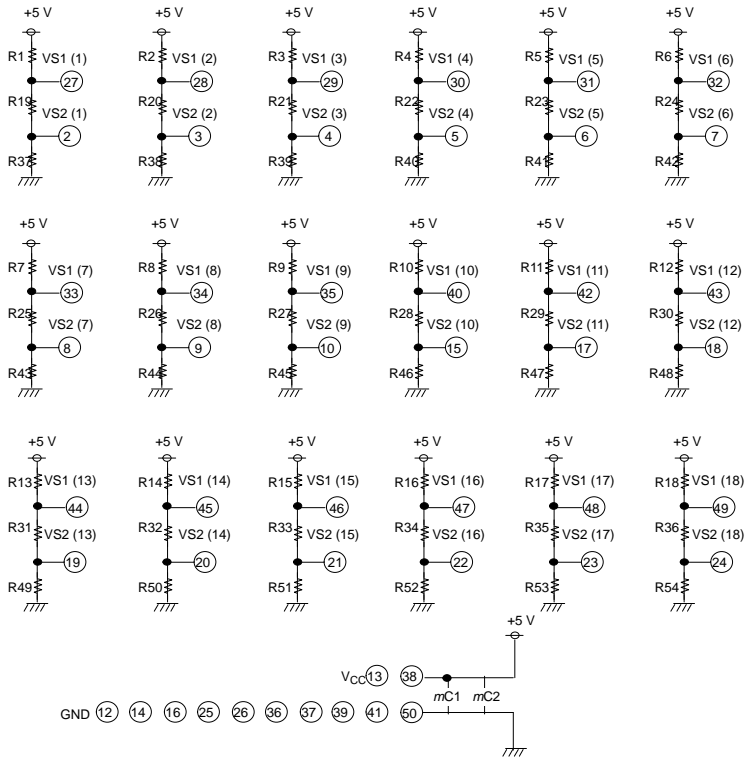 +5 V +5 V +5 V +5 V +5 V +5 V
R1 VS1 (1) R2 VS1 (2) R3 VS1 (3) R4 VS1 (4) R5 VS1 (5) R6 VS1 (6)
27 28 29 30 31 32
R19 VS2 (1) R20 VS2 (2) R21 VS2 (3) R22 VS2 (4) R23 VS2 (5) R24 VS2 (6)
2 3 4 5 6 7
R37 R38 R39 R40 R41 R42
+5 V +5 V +5 V +5 V +5 V +5 V
R7 VS1 (7) R8 VS1 (8) R9 VS1 (9) R10 VS1 (10) R11 VS1 (11) R12 VS1 (12)
33 34 35 40 42 43
R25 VS2 (7) R26 VS2 (8) R27 VS2 (9) R28 VS2 (10) R29 VS2 (11) R30 VS2 (12)
8 9 10 15 17 18
R43 R44 R45 R46 R47 R48
+5 V +5 V +5 V +5 V +5 V +5 V
R13 VS1 (13) R14 VS1 (14) R15 VS1 (15) R16 VS1 (16) R17 VS1 (17) R18 VS1 (18)
44 45 46 47 48 49
R31 VS2 (13) R32 VS2 (14) R33 VS2 (15) R34 VS2 (16) R35 VS2 (17) R36 VS2 (18)
19 20 21 22 23 24
R49 R50 R51 R52 R53 R54
+5 V
VCC 13 38
mC1 mC2
GND 12 14 16 25 26 36 37 39 41 50